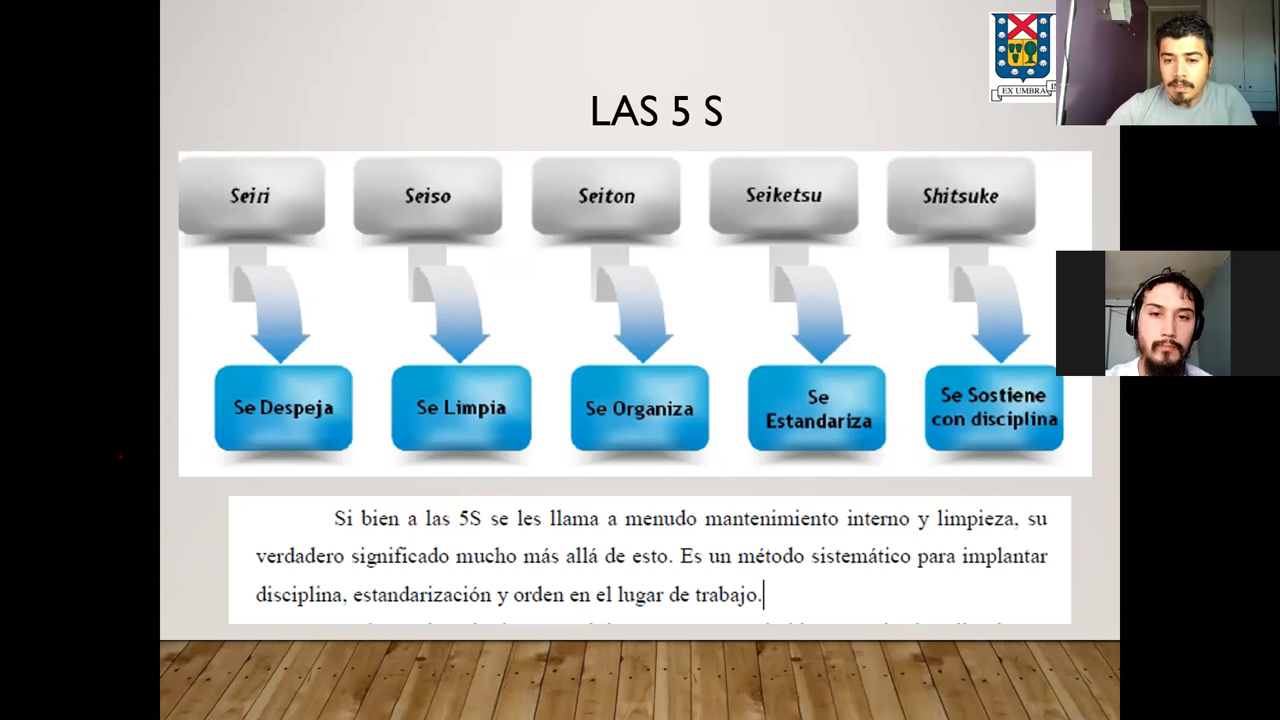 EX UMBRA
LAS 5 S
Seiri
Seiso
Seiton
Seiketsu
Shitsuke
Se Despeja
Se Limpia
Se Organiza
Se
Estandariza
Se Sostiene
con disciplina
Si bien a las 5S se les llama a menudo mantenimiento interno y limpieza, su
verdadero significado mucho más allá de esto. Es un método sistemático para implantar
disciplina, estandarización y orden en el lugar de trabajo.